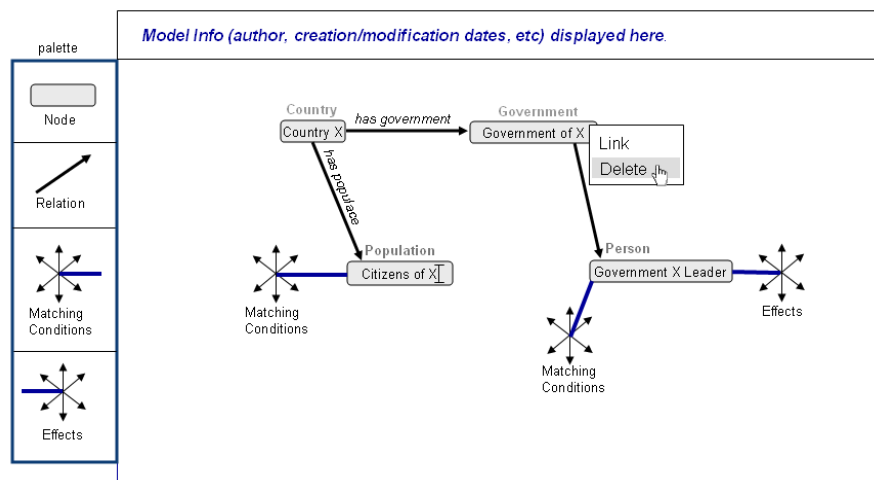 Model Info (author, creation/modification dates, etc) displayed here.
palette
Node
Relation
Matching
Conditions
Effects
Country
Country X
has government
Government
Government of X
Link
Delete
has populace
Population
Citizens of X
Matching
Conditions
Person
Government X Leader
Matching
Conditions
Effects